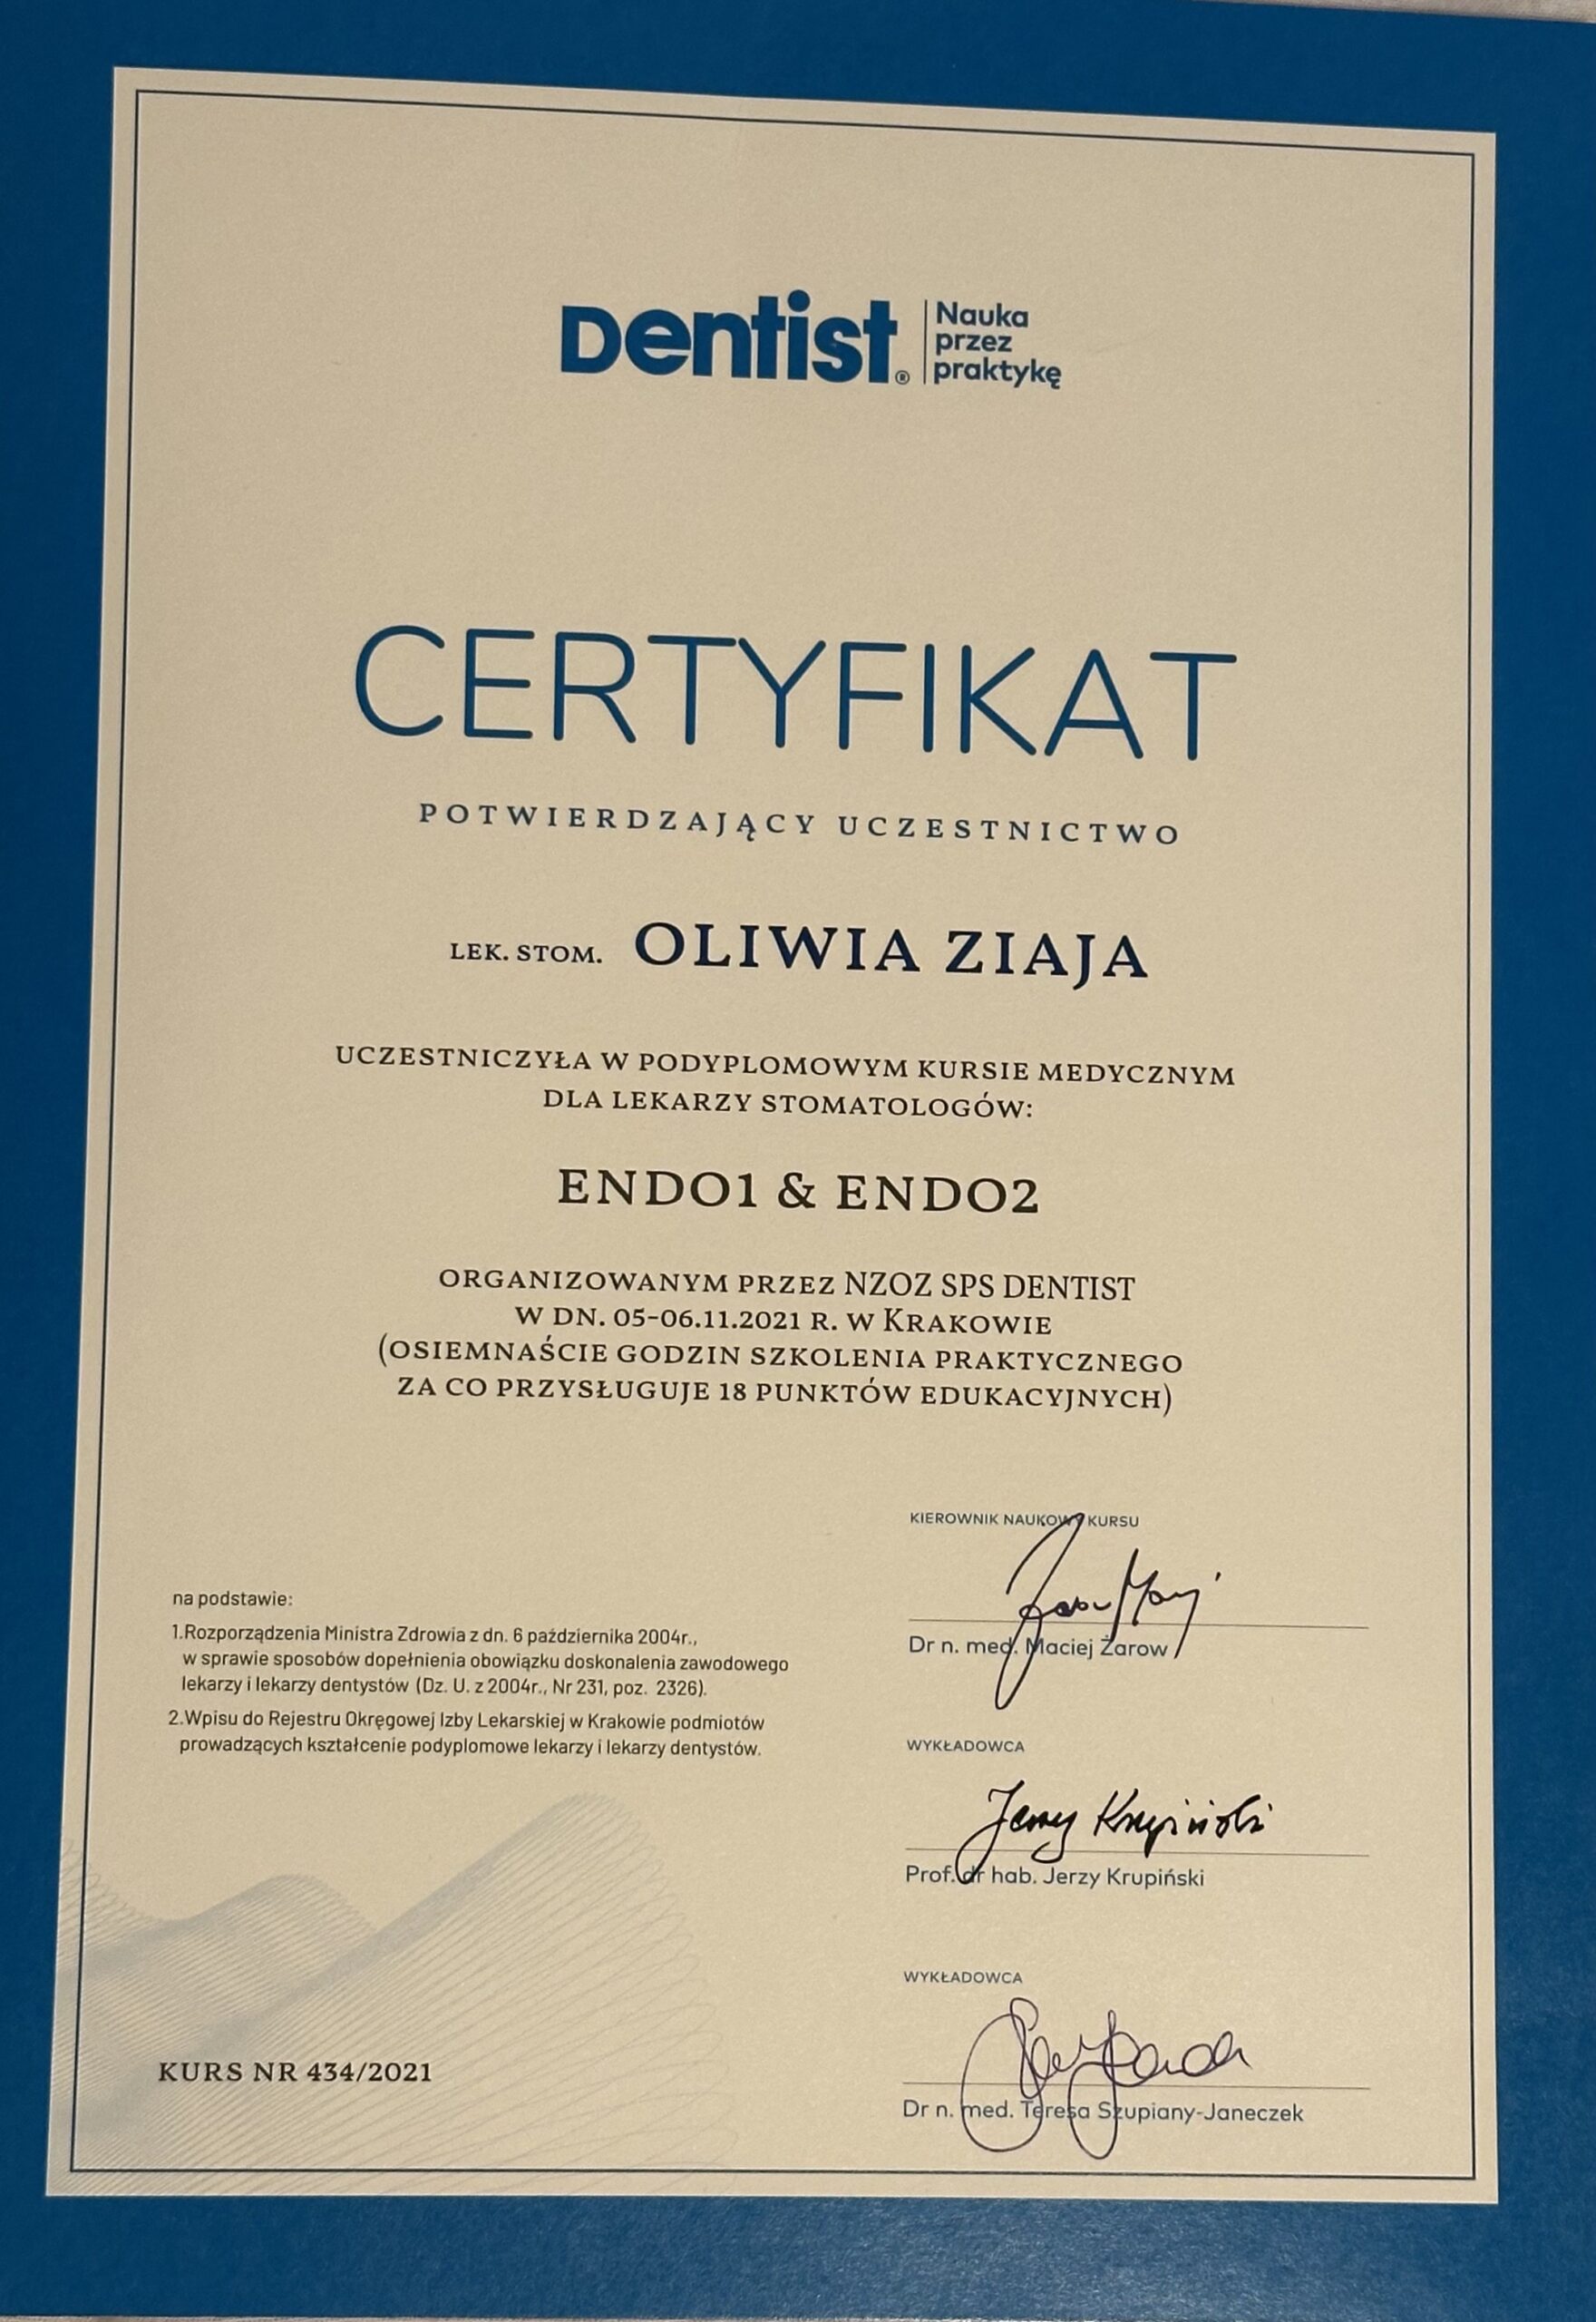 Dentist® Nauka
przez
praktykę
CERTYFIKAT
POTWIERDZAJĄCY UCZESTNICTWO
LEK. STOM. OLIWIA ZIAJA
UCZESTNICZYŁA W PODYPLOMOWYM KURSIE MEDYCZNYM
DLA LEKARZY STOMATOLOGÓW:
ENDO1 & ENDO2
ORGANIZOWANYM PRZEZ NZOZ SPS DENTIST
W DN. 05-06.11.2021 R. W KRAKOWIE
(OSIEMNAŚCIE GODZIN SZKOLENIA PRAKTYCZNEGO
ZA CO PRZYSŁUGUJE 18 PUNKTÓW EDUKACYJNYCH)
na podstawie:
1.Rozporządzenia Ministra Zdrowia z dn. 6 października 2004r.,
w sprawie sposobów dopełnienia obowiązku doskonalenia zawodowego
lekarzy i lekarzy dentystów (Dz. U. z 2004r., Nr 231, poz. 2326).
2.Wpisu do Rejestru Okręgowej Izby Lekarskiej w Krakowie podmiotów
prowadzących kształcenie podyplomowe lekarzy i lekarzy dentystów.
KURS NR 434/2021
KIEROWNIK NAUKOWY KURSU
Dr n. med. Maciej Żarow
WYKŁADOWCA
Jerzy Krupiński
Prof. dr hab. Jerzy Krupiński
WYKŁADOWCA
Dr n. med. Teresa Szupiany-Janeczek